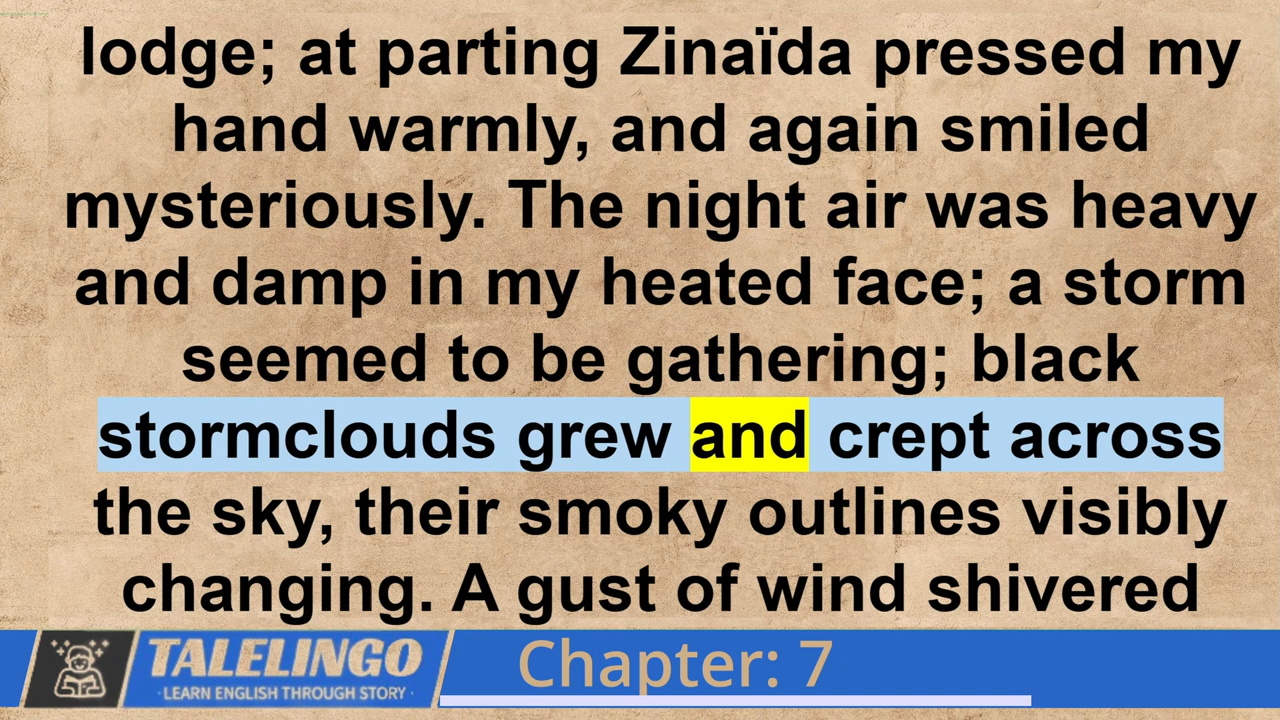 lodge; at parting Zinaïda pressed my
hand warmly, and again smiled
mysteriously. The night air was heavy
and damp in my heated face; a storm
seemed to be gathering; black
stormclouds grew and crept across
the sky, their smoky outlines visibly
changing. A gust of wind shivered
TALELINGO
· LEARN ENGLISH THROUGH STORY ·
Chapter: 7